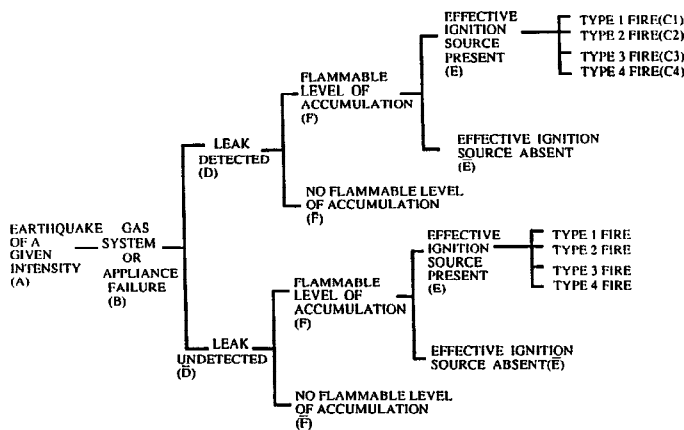 EARTHQUAKE
OF A
GIVEN
INTENSITY
(A)
GAS
SYSTEM
OR
APPLIANCE
FAILURE
(B)
LEAK
DETECTED
(D)
FLAMMABLE
LEVEL OF
ACCUMULATION
(F)
EFFECTIVE
IGNITION
SOURCE
PRESENT
(E)
TYPE 1 FIRE(C1)
TYPE 2 FIRE(C2)
TYPE 3 FIRE(C3)
TYPE 4 FIRE(C4)
EFFECTIVE IGNITION
SOURCE ABSENT
(E̅)
NO FLAMMABLE LEVEL
OF ACCUMULATION
(F̅)
LEAK
UNDETECTED
(D̅)
FLAMMABLE
LEVEL OF
ACCUMULATION
(F)
EFFECTIVE
IGNITION
SOURCE
PRESENT
(E)
TYPE 1 FIRE
TYPE 2 FIRE
TYPE 3 FIRE
TYPE 4 FIRE
EFFECTIVE IGNITION
SOURCE ABSENT(E̅)
NO FLAMMABLE LEVEL
OF ACCUMULATION
(F̅)